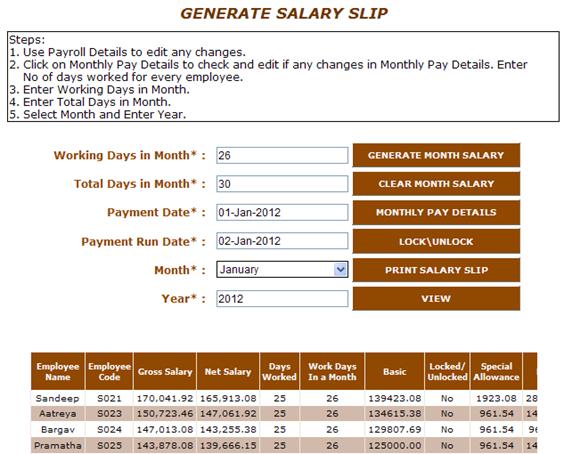 GENERATE SALARY SLIP
Steps:
1. Use Payroll Details to edit any changes.
2. Click on Monthly Pay Details to check and edit if any changes in Monthly Pay Details. Enter
No of days worked for every employee.
3. Enter Working Days in Month.
4. Enter Total Days in Month.
5. Select Month and Enter Year.
Working Days in Month* : 26 GENERATE MONTH SALARY
Total Days in Month* : 30 CLEAR MONTH SALARY
Payment Date* : 01-Jan-2012 MONTHLY PAY DETAILS
Payment Run Date* : 02-Jan-2012 LOCK\UNLOCK
Month* : January PRINT SALARY SLIP
Year* : 2012 VIEW
Employee Name Employee Code Gross Salary Net Salary Days Worked Work Days In a Month Basic Locked/ Unlocked Special Allowance
Sandeep S021 170,041.92 165,913.08 25 26 139423.08 No 1923.08 28
Aatreya S023 150,723.46 147,061.92 25 26 134615.38 No 961.54 14
Bargav S024 147,013.08 143,255.38 25 26 129807.69 No 961.54
Pramatha S025 143,878.08 139,666.15 25 26 125000.00 No 961.54 14